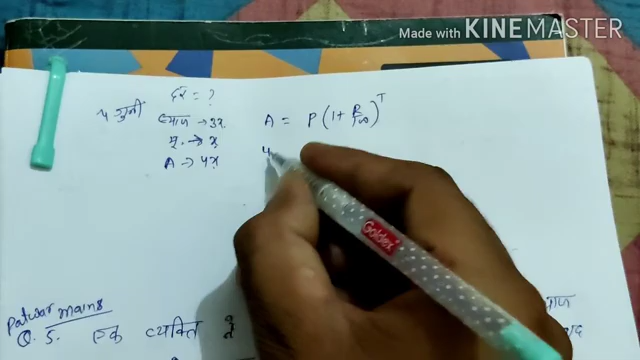 Made with KINEMASTER
दर = ?
4 गुनी
ब्याज → 3x
मू. → x
A → 4x
A = P(1 + R/100)^T
4
Goldex
Patwar mains
Q. 5. एक व्यक्ति ने